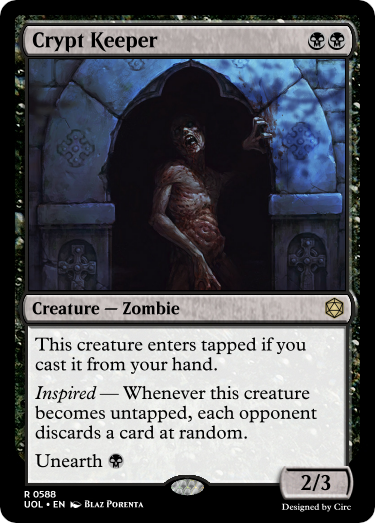 Crypt Keeper
Creature — Zombie
This creature enters tapped if you
cast it from your hand.
Inspired — Whenever this creature
becomes untapped, each opponent
discards a card at random.
Unearth
2/3
R 0588
UOL • EN Blaz Porenta
Designed by Circ